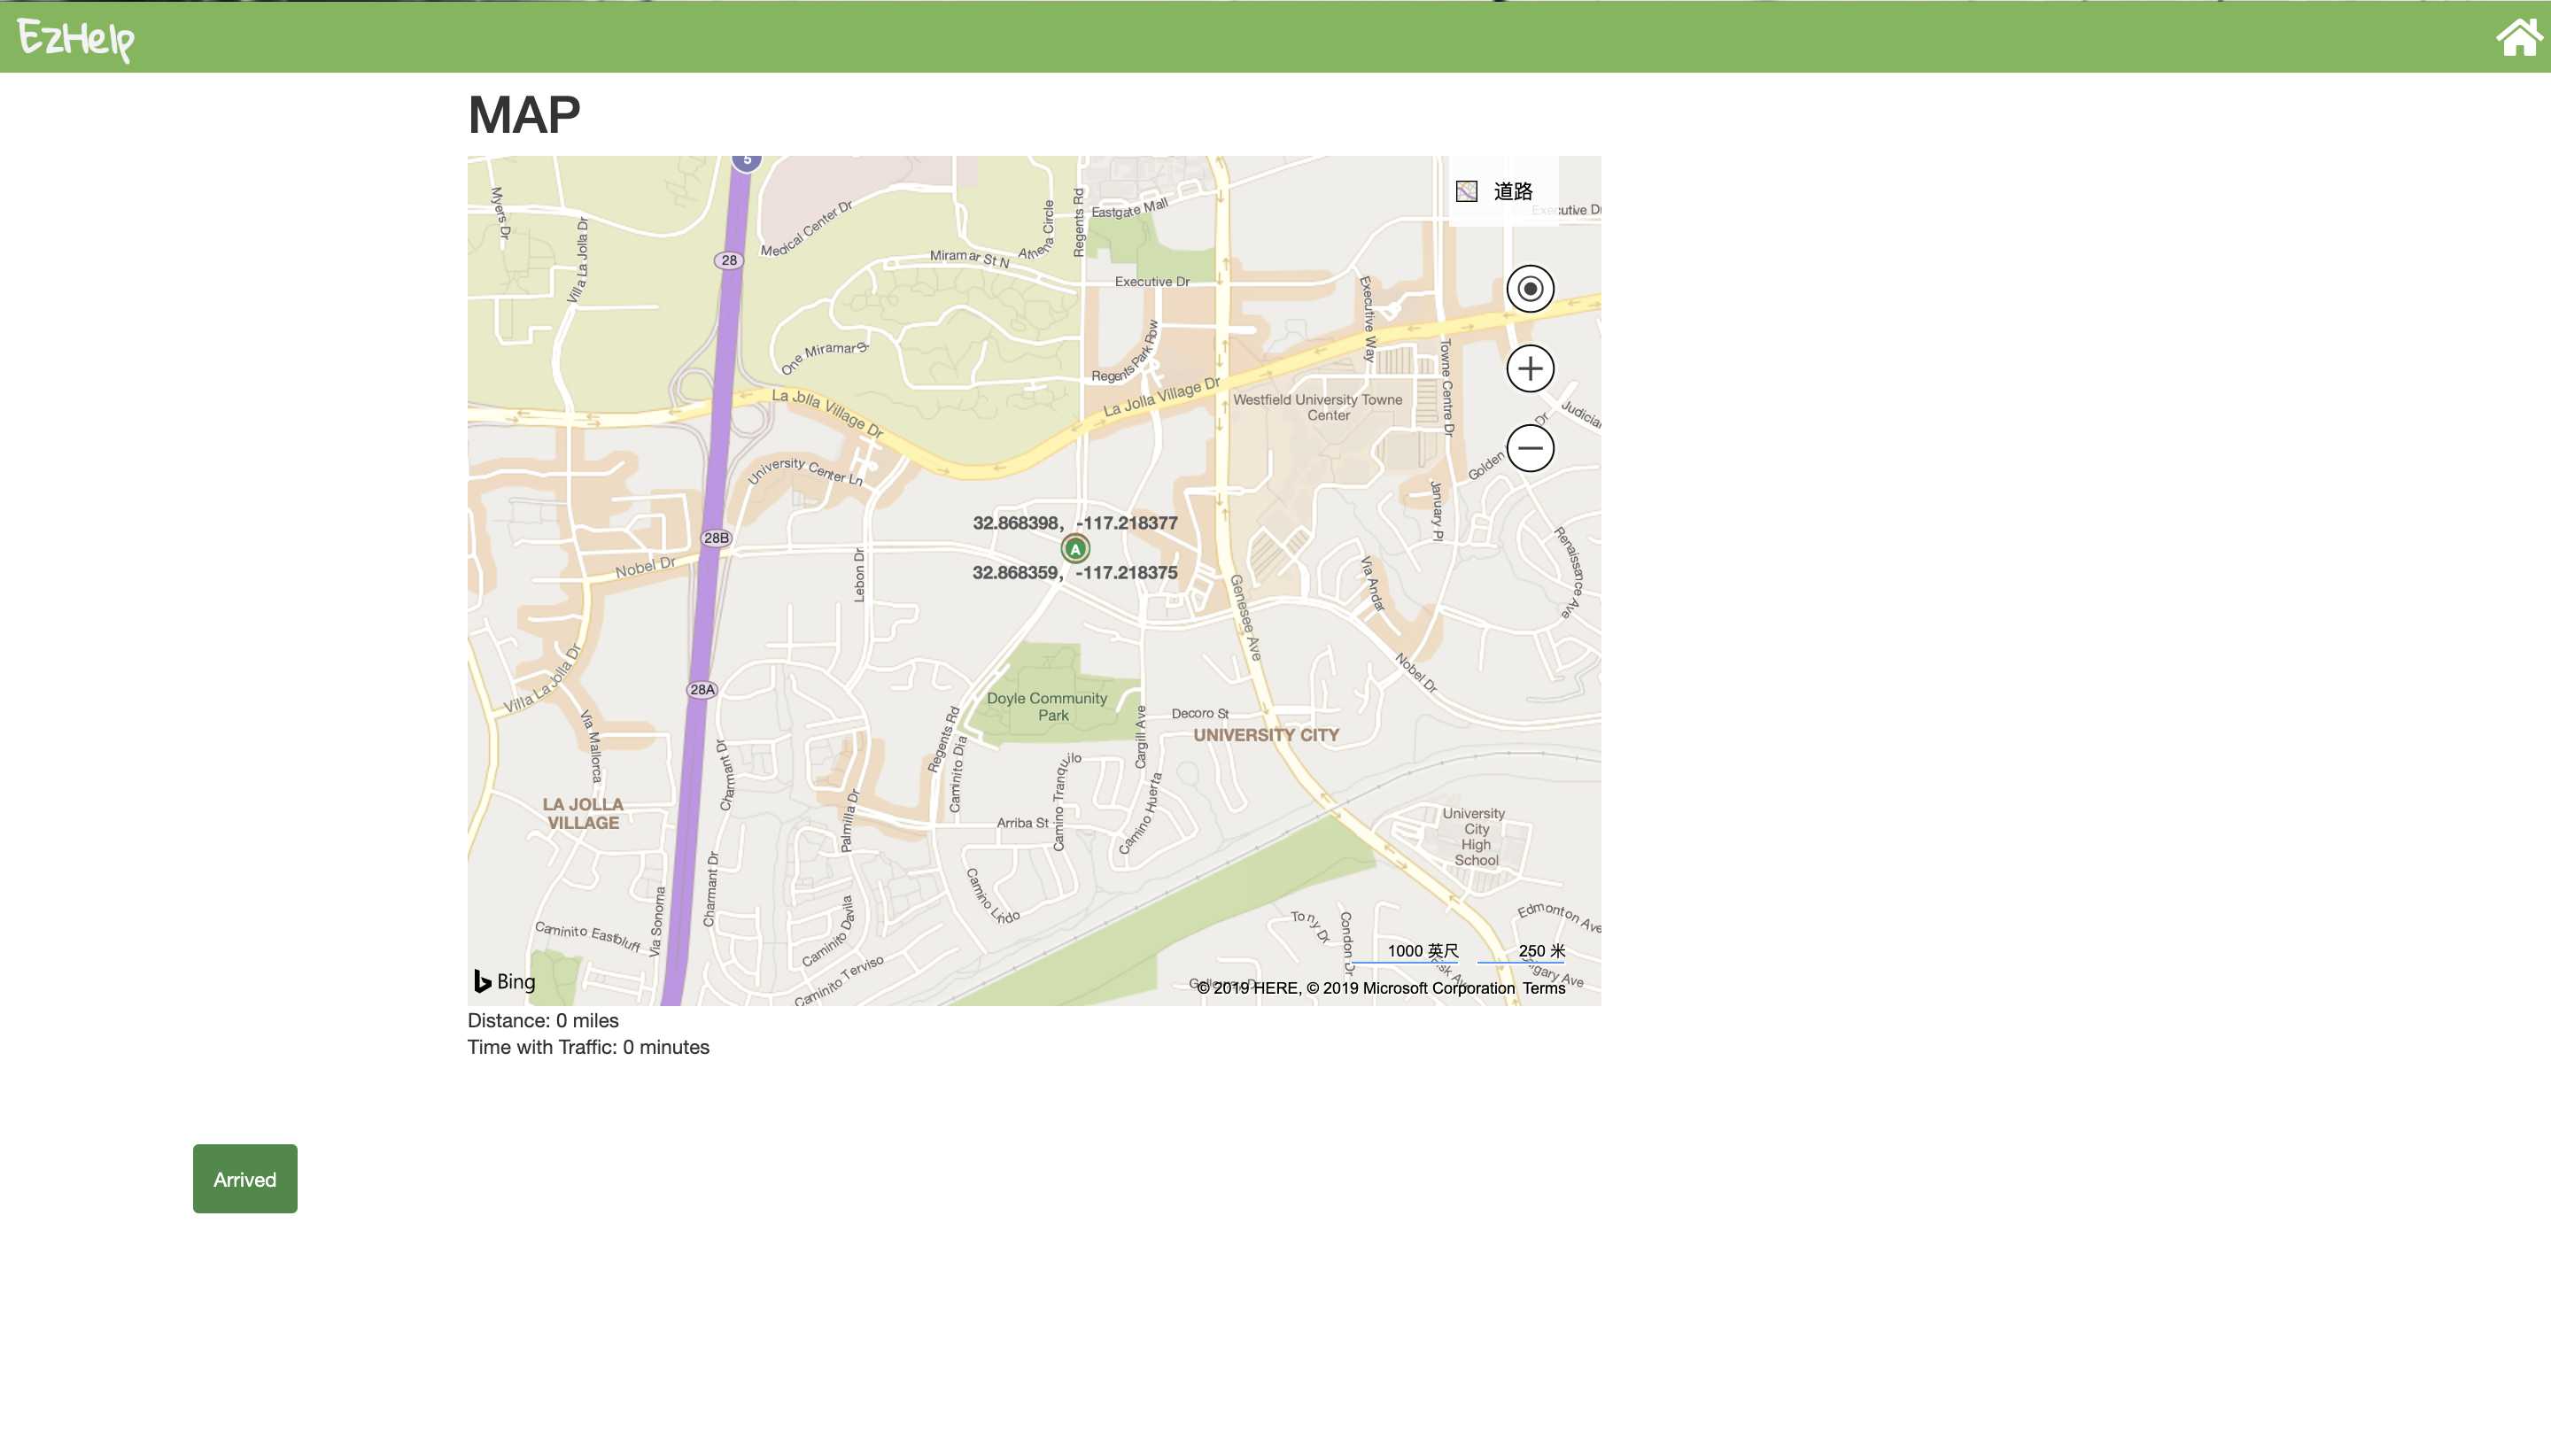 EzHelp
MAP
5
道路
Myers Dr
Villa La Jolla Dr
28
Medical Center Dr
Miramar St N
Athena Circle
Regents Rd
Eastgate Mall
Executive Dr
Executive Dr
Executive Way
One Miramar St
Regents Park Row
La Jolla Village Dr
La Jolla Village Dr
Westfield University Towne
Center
Towne Centre Dr
Golden
Dr
January Pl
University Center Ln
32.868398, -117.218377
A
32.868359, -117.218375
28B
Nobel Dr
Lebon Dr
Genesee Ave
Via Andar
Renaissance Ave
Nobel Dr
28A
Villa La Jolla Dr
Via Mallorca
Doyle Community
Park
Decoro St
UNIVERSITY CITY
Regents Rd
Caminito Dia
Camino Tranquilo
Cargill Ave
Camino Huerta
Charmant Dr
LA JOLLA
VILLAGE
Palmilla Dr
Arriba St
University
City
High
School
Charmant Dr
Via Sonoma
Camino Lindo
Caminito Davila
Caminito Eastbluff
Caminito Terviso
Tony Dr
Condon Dr
Edmonton Ave
1000 英尺
250 米
Bing
© 2019 HERE, © 2019 Microsoft Corporation Terms
Distance: 0 miles
Time with Traffic: 0 minutes
Arrived